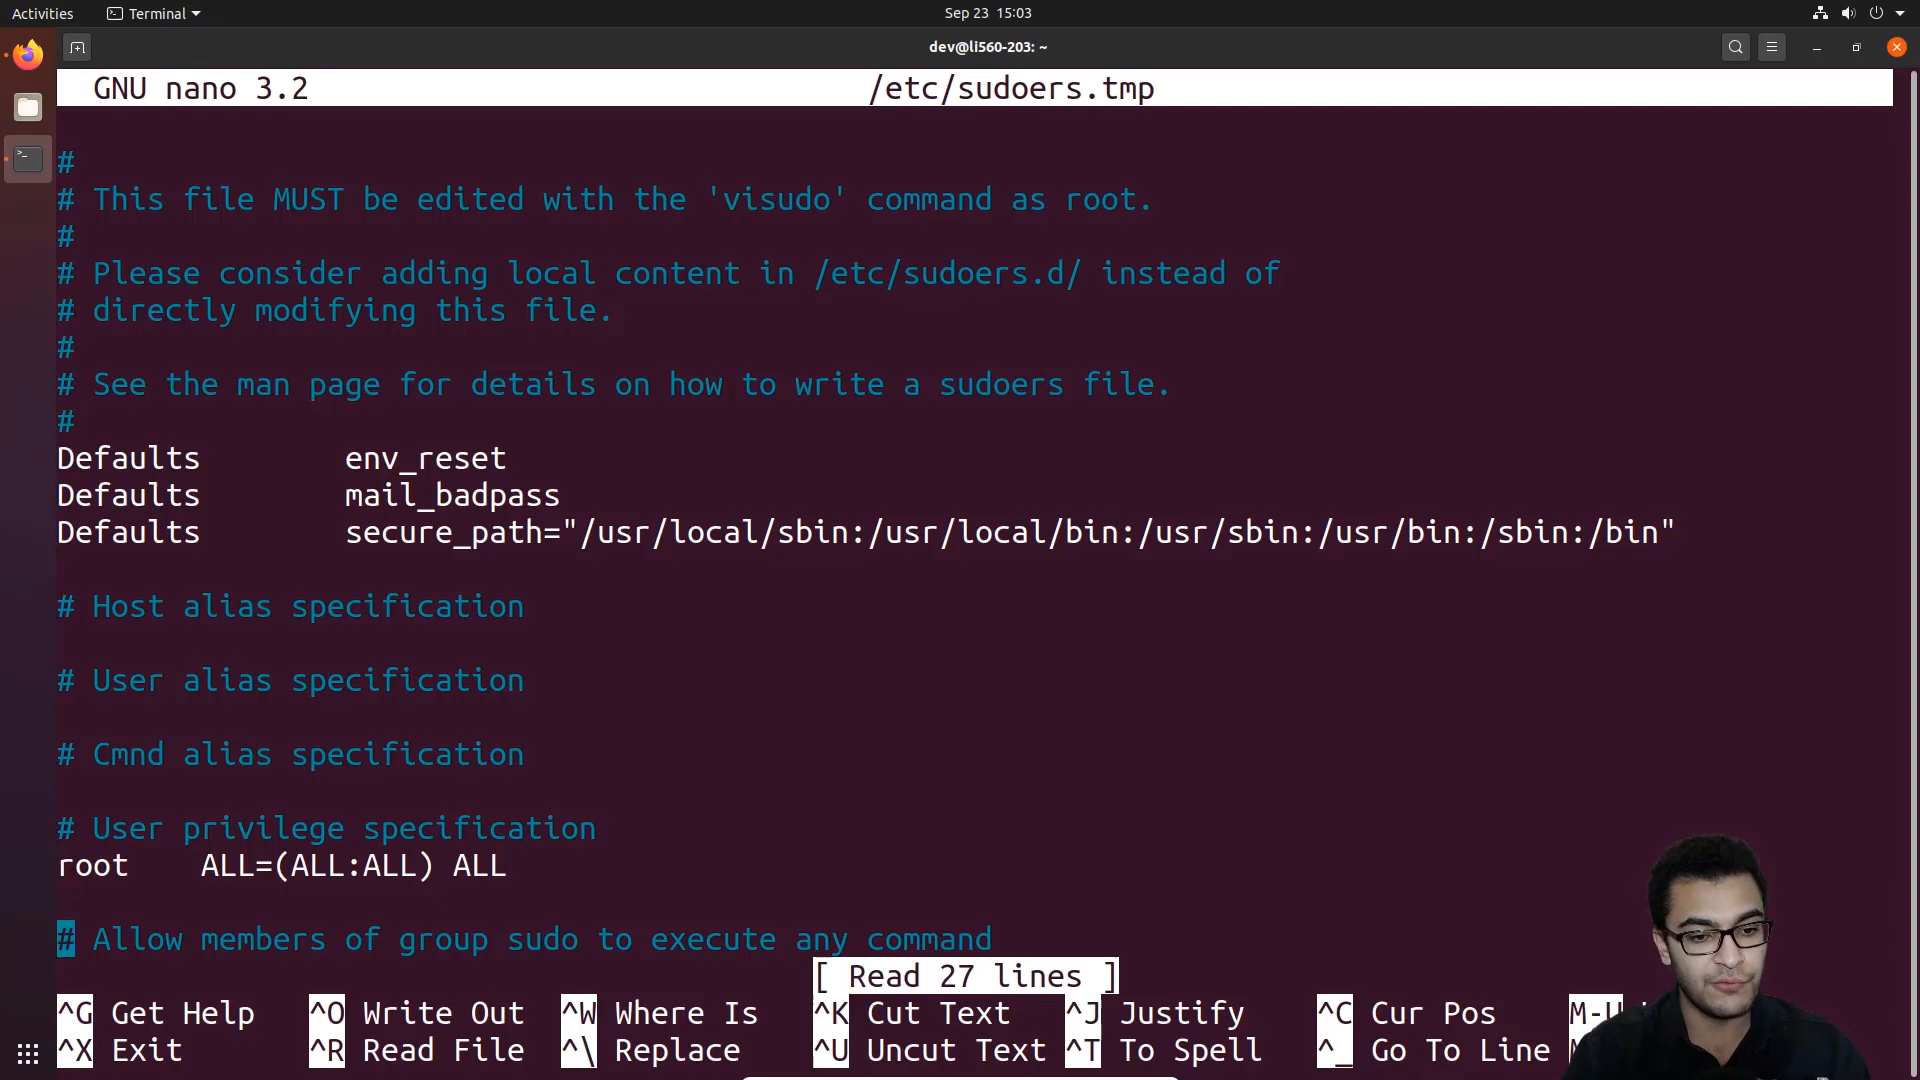 Activities
Terminal
Sep 23 15:03
dev@li560-203: ~
GNU nano 3.2
/etc/sudoers.tmp
#
# This file MUST be edited with the 'visudo' command as root.
#
# Please consider adding local content in /etc/sudoers.d/ instead of
# directly modifying this file.
#
# See the man page for details on how to write a sudoers file.
#
Defaults        env_reset
Defaults        mail_badpass
Defaults        secure_path="/usr/local/sbin:/usr/local/bin:/usr/sbin:/usr/bin:/sbin:/bin"
# Host alias specification
# User alias specification
# Cmnd alias specification
# User privilege specification
root    ALL=(ALL:ALL) ALL
# Allow members of group sudo to execute any command
[ Read 27 lines ]
^G Get Help   ^O Write Out  ^W Where Is   ^K Cut Text   ^J Justify    ^C Cur Pos    M-U
^X Exit       ^R Read File  ^\ Replace    ^U Uncut Text ^T To Spell   ^_ Go To Line